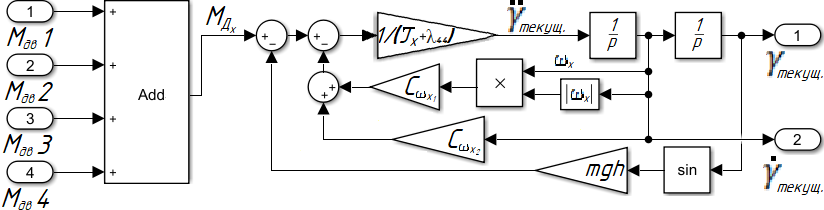 1
Mдв 1
2
Mдв 2
3
Mдв 3
4
Mдв 4
+
+
+
+
Add
MДx
+
−
+
−
+
+
1/(Jx+λ44)
γ̈текущ.
1/p
1/p
1
γтекущ.
ωx
|ωx|
×
Cωx1
Cωx2
2
γ̇текущ.
mgh
sin